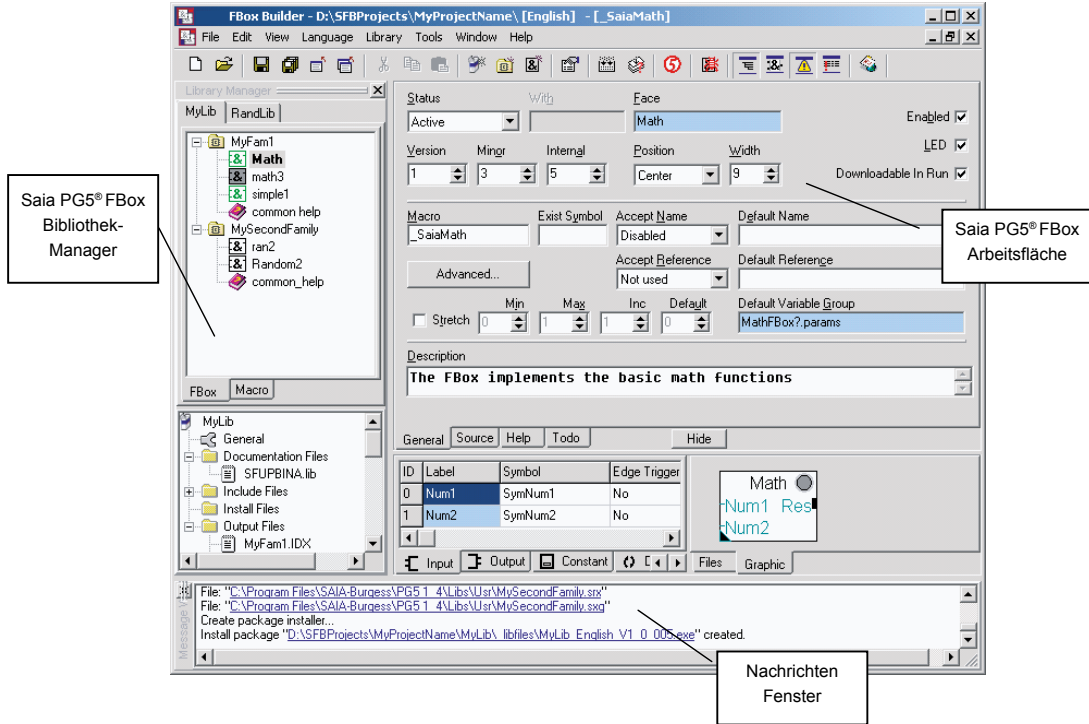 FBox Builder - D:\SFBProjects\MyProjectName\ [English] - [_SaiaMath]
File Edit View Language Library Tools Window Help
Library Manager
MyLib RandLib
MyFam1
Math
math3
simple1
common help
MySecondFamily
ran2
Random2
common_help
FBox Macro
Saia PG5® FBox
Bibliothek-
Manager
Status With Face
Active Math Enabled
LED
Version Minor Internal Position Width
1 3 5 Center 9 Downloadable In Run
Macro Exist Symbol Accept Name Default Name
_SaiaMath Disabled
Accept Reference Default Reference
Advanced... Not used
Min Max Inc Default Default Variable Group
Stretch 0 1 1 0 MathFBox?.params
Description
The FBox implements the basic math functions
General Source Help Todo Hide
Saia PG5® FBox
Arbeitsfläche
MyLib
General
Documentation Files
SFUPBINA.lib
Include Files
Install Files
Output Files
MyFam1.IDX
ID Label Symbol Edge Trigger
0 Num1 SymNum1 No
1 Num2 SymNum2 No
Input Output Constant
Math
Num1 Res
Num2
Files Graphic
Message V
File: "C:\Program Files\SAIA-Burgess\PG5 1_4\Libs\Usr\MySecondFamily.srx"
File: "C:\Program Files\SAIA-Burgess\PG5 1_4\Libs\Usr\MySecondFamily.sxg"
Create package installer...
Install package "D:\SFBProjects\MyProjectName\MyLib\_libfiles\MyLib_English_V1_0_005.exe" created.
Nachrichten
Fenster